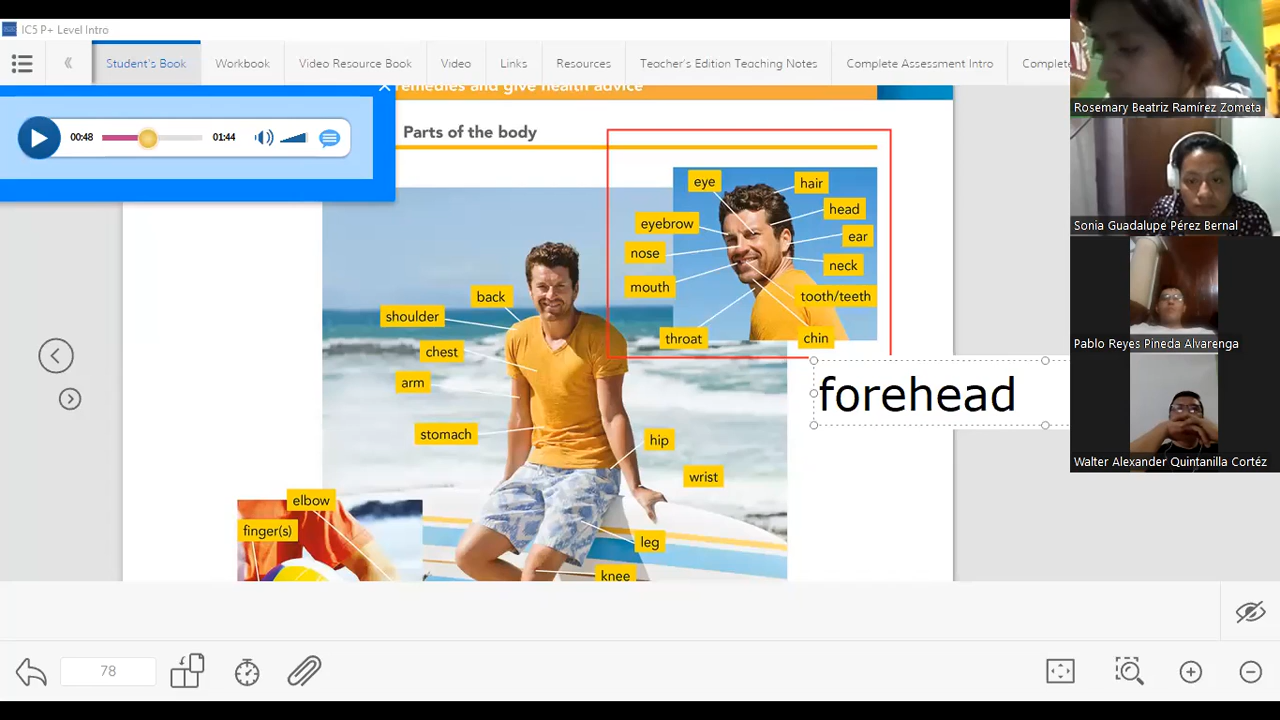 IC5 P+ Level Intro
Student's Book
Workbook
Video Resource Book
Video
Links
Resources
Teacher's Edition Teaching Notes
Complete Assessment Intro
Complete
remedies and give health advice
00:48
01:44
Parts of the body
eye
hair
eyebrow
head
nose
ear
mouth
neck
tooth/teeth
throat
chin
back
shoulder
chest
arm
stomach
hip
wrist
elbow
finger(s)
leg
knee
forehead
Rosemary Beatriz Ramírez Zometa
Sonia Guadalupe Pérez Bernal
Pablo Reyes Pineda Alvarenga
Walter Alexander Quintanilla Cortéz
78